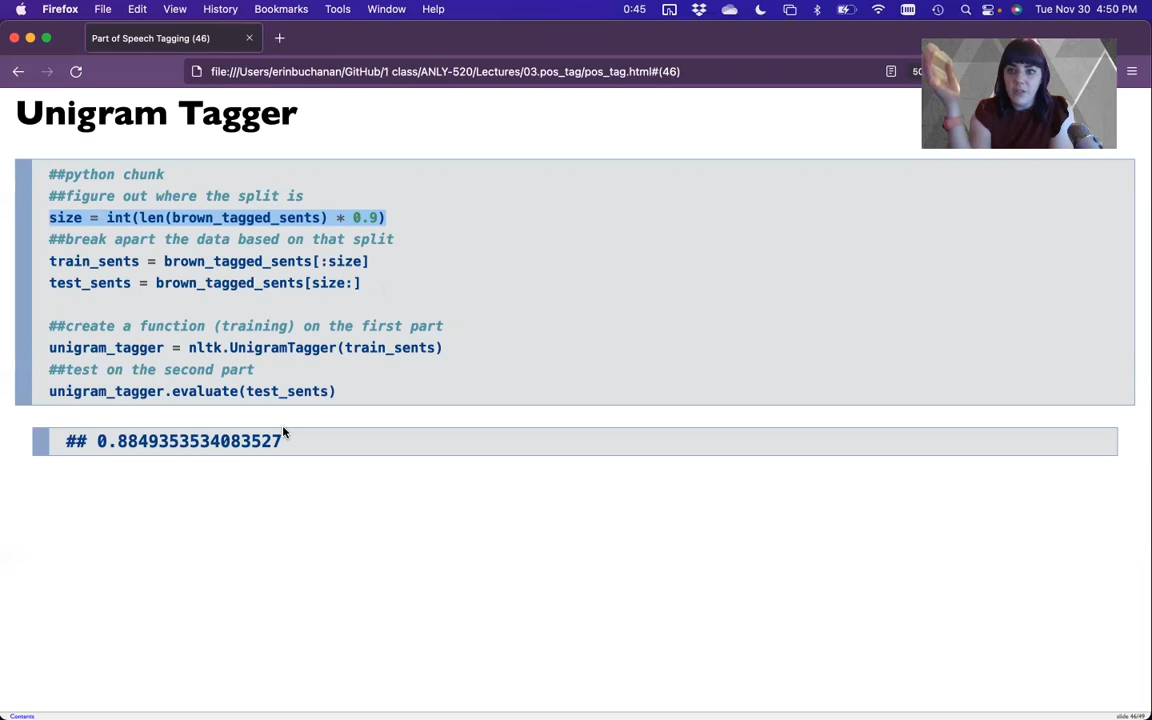 Firefox File Edit View History Bookmarks Tools Window Help 0:45 Tue Nov 30 4:50 PM
Part of Speech Tagging (46)
file:///Users/erinbuchanan/GitHub/1 class/ANLY-520/Lectures/03.pos_tag/pos_tag.html#(46)
Unigram Tagger
##python chunk
##figure out where the split is
size = int(len(brown_tagged_sents) * 0.9)
##break apart the data based on that split
train_sents = brown_tagged_sents[:size]
test_sents = brown_tagged_sents[size:]
##create a function (training) on the first part
unigram_tagger = nltk.UnigramTagger(train_sents)
##test on the second part
unigram_tagger.evaluate(test_sents)
## 0.8849353534083527
Contents slide 46/49